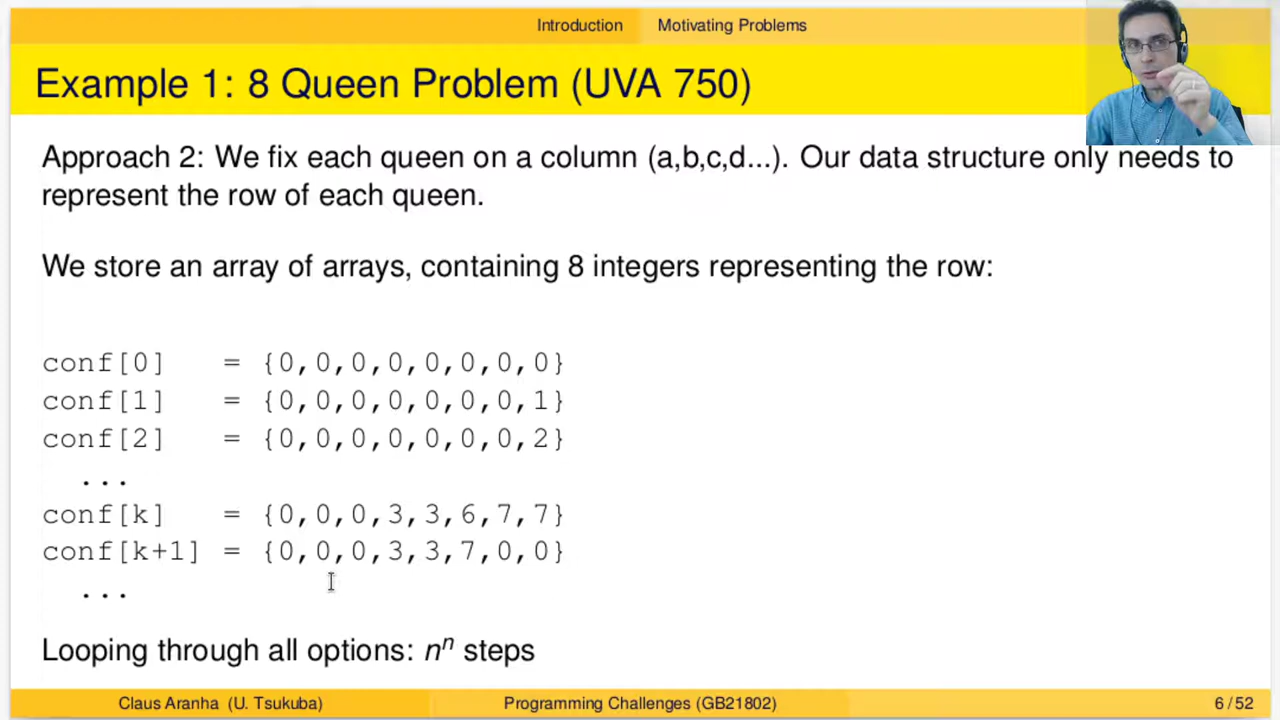 Introduction Motivating Problems
Example 1: 8 Queen Problem (UVA 750)
Approach 2: We fix each queen on a column (a,b,c,d...). Our data structure only needs to
represent the row of each queen.
We store an array of arrays, containing 8 integers representing the row:
conf[0] = {0,0,0,0,0,0,0,0}
conf[1] = {0,0,0,0,0,0,0,1}
conf[2] = {0,0,0,0,0,0,0,2}
...
conf[k] = {0,0,0,3,3,6,7,7}
conf[k+1] = {0,0,0,3,3,7,0,0}
...
Looping through all options: nⁿ steps
Claus Aranha (U. Tsukuba) Programming Challenges (GB21802) 6 / 52